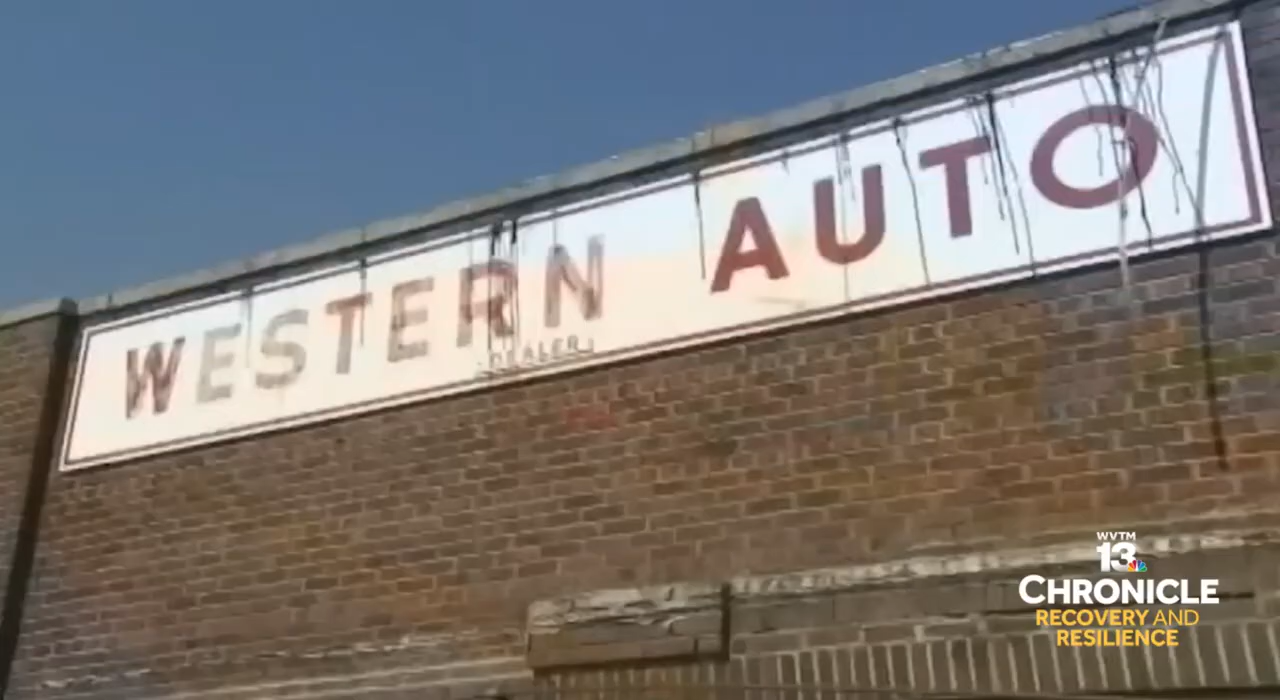 WESTERN AUTO
DEALER
WVTM
13
CHRONICLE
RECOVERY AND
RESILIENCE